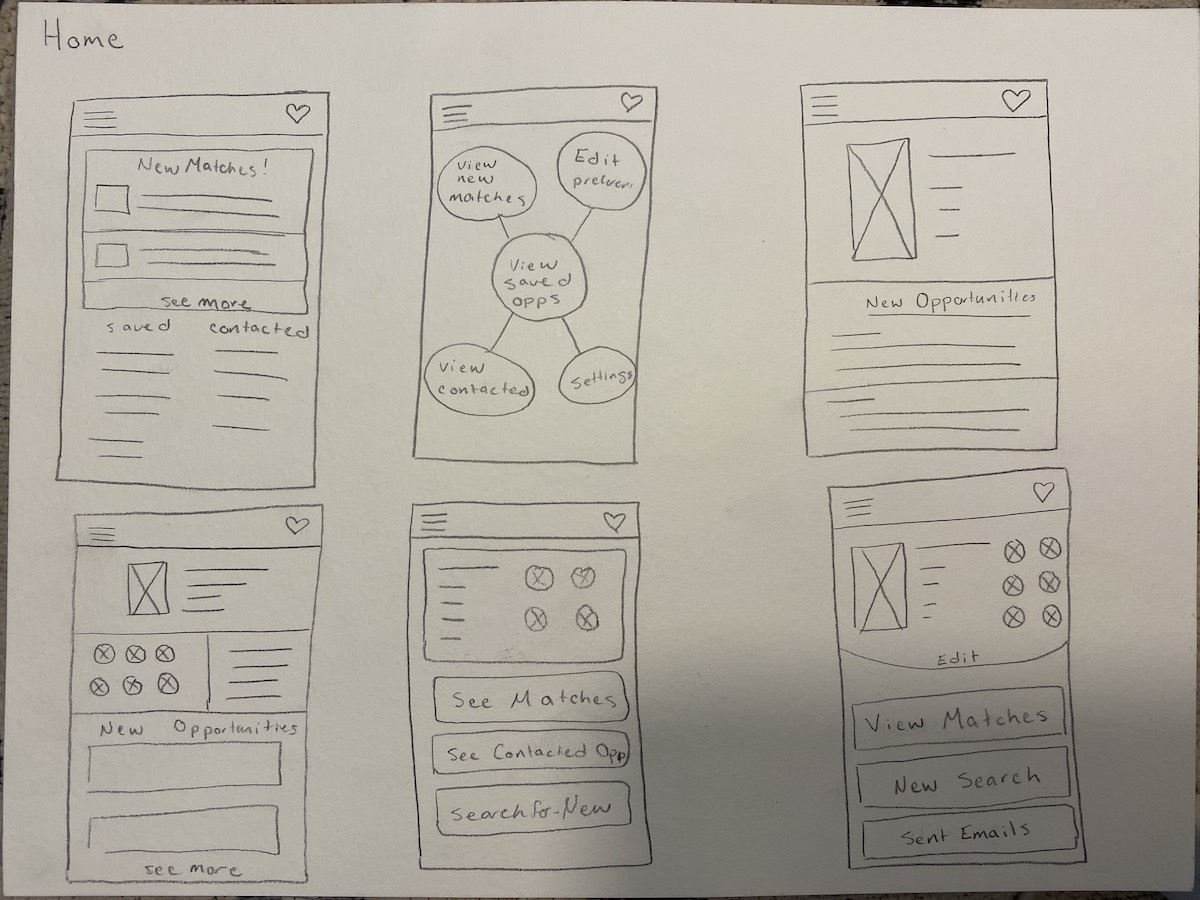 Home
New Matches!
see more
saved contacted
View
new
matches
Edit
View
saved
opps
View
contacted
Settings
New Opportunities
New Opportunities
see more
See Matches
See Contacted Opp
Search for New
Edit
View Matches
New Search
Sent Emails